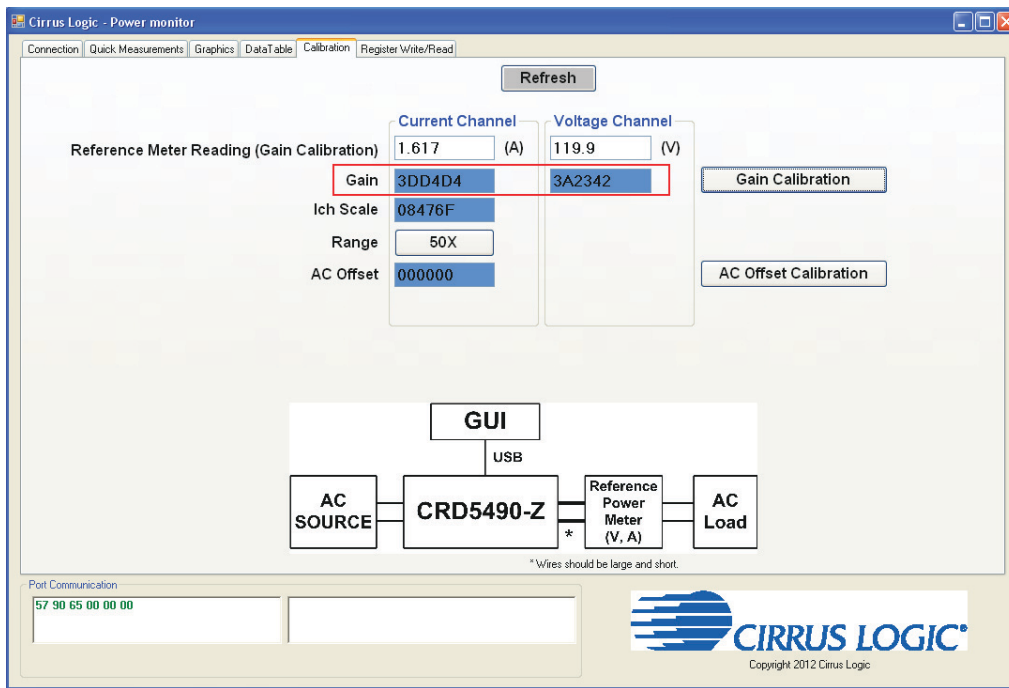 Cirrus Logic - Power monitor
Connection Quick Measurements Graphics DataTable Calibration Register Write/Read
Refresh
Current Channel Voltage Channel
Reference Meter Reading (Gain Calibration) 1.617 (A) 119.9 (V)
Gain 3DD4D4 3A2342 Gain Calibration
Ich Scale 08476F
Range 50X
AC Offset 000000 AC Offset Calibration
GUI
USB
AC SOURCE
CRD5490-Z
*
Reference Power Meter (V, A)
AC Load
* Wires should be large and short.
Port Communication
57 90 65 00 00 00
CIRRUS LOGIC®
Copyright 2012 Cirrus Logic